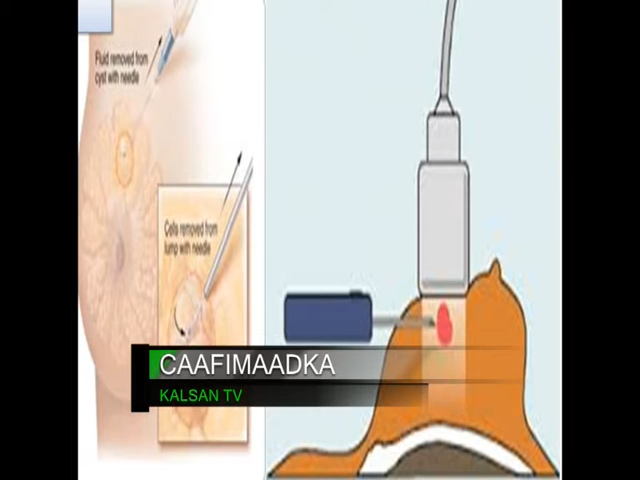 Fluid removed from
cyst with needle
Cells removed from
lump with needle
CAAFIMAADKA
KALSAN TV